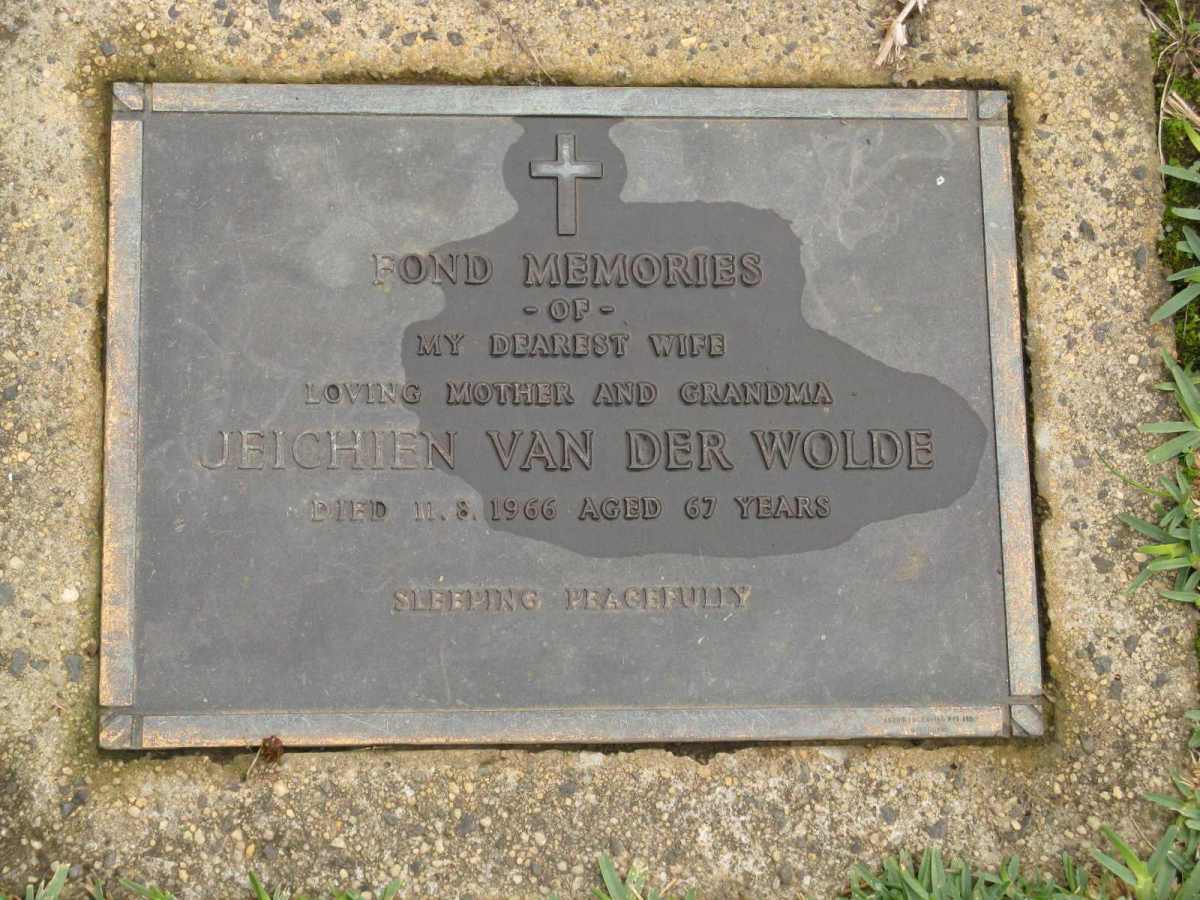 FOND MEMORIES
- OF -
MY DEAREST WIFE
LOVING MOTHER AND GRANDMA
JEICHIEN VAN DER WOLDE
DIED 11. 8. 1966 AGED 67 YEARS
SLEEPING PEACEFULLY